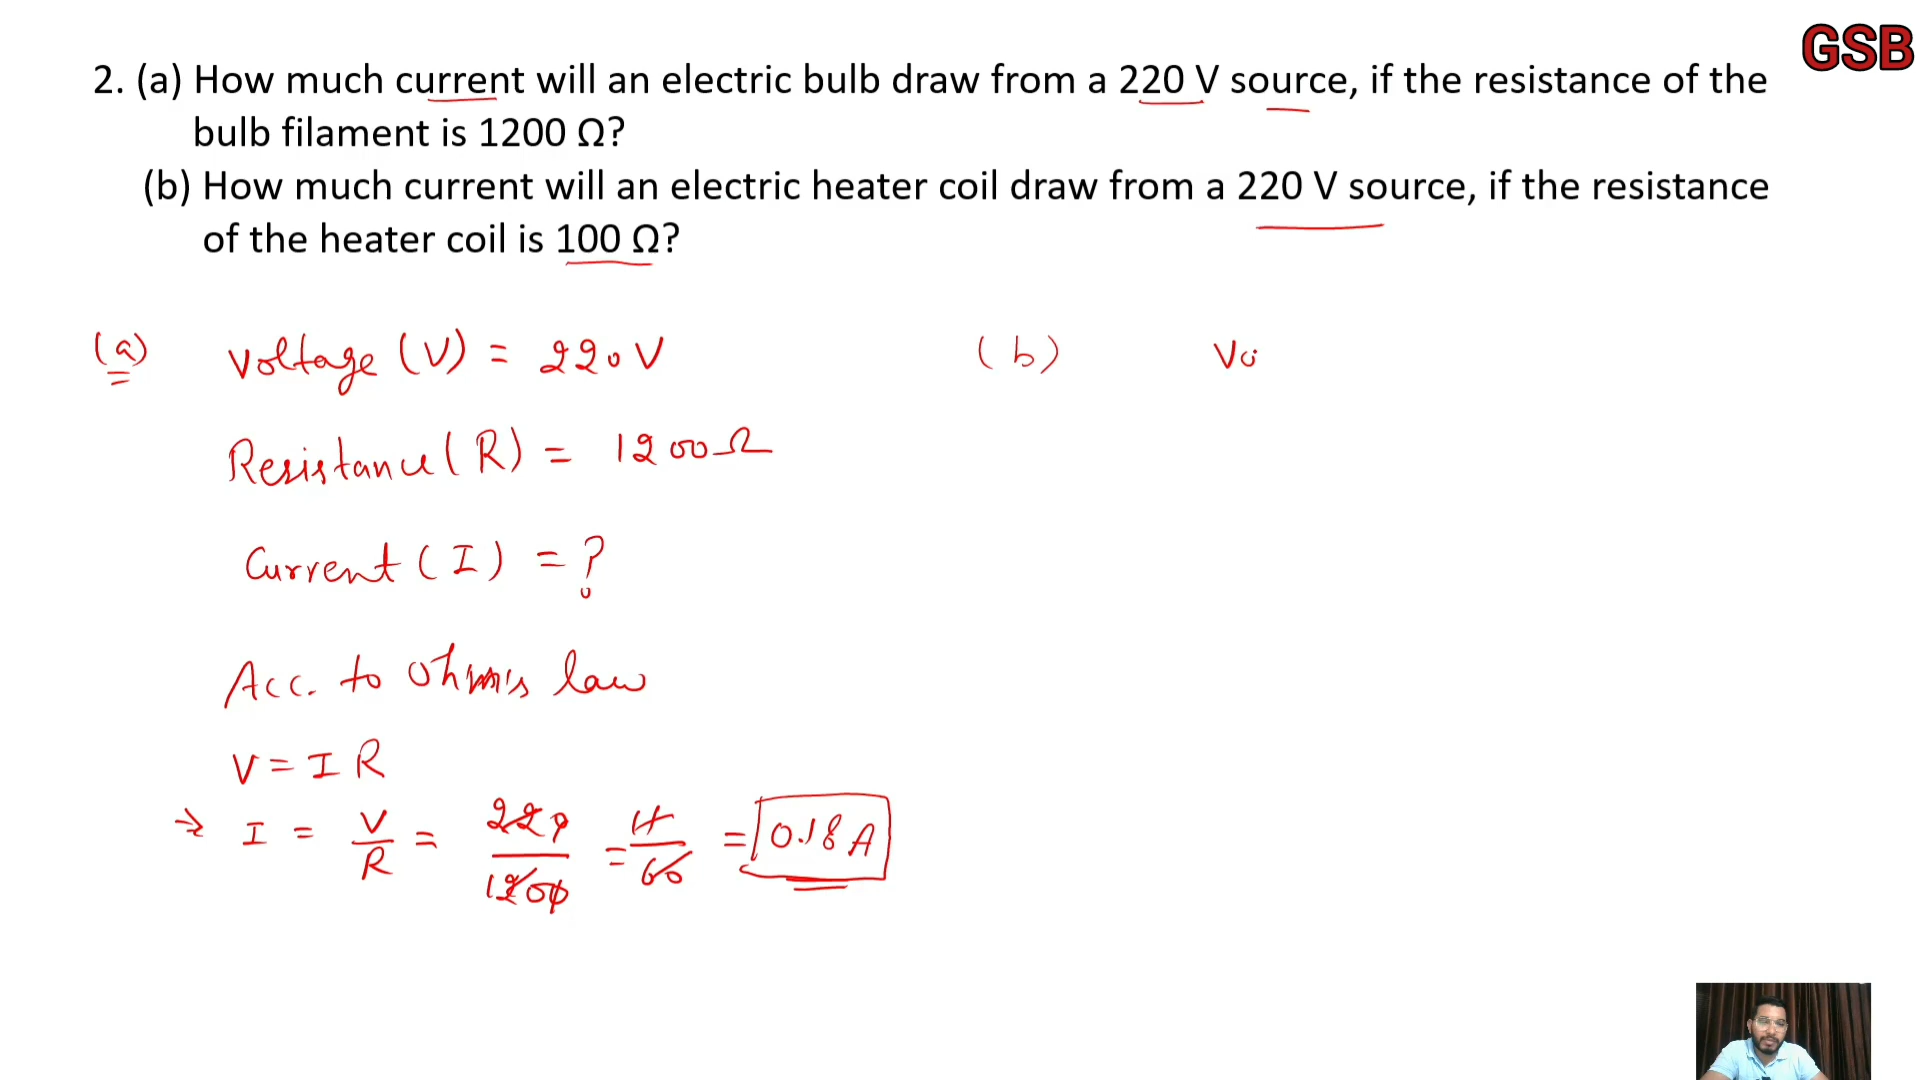 GSB
2. (a) How much current will an electric bulb draw from a 220 V source, if the resistance of the
bulb filament is 1200 Ω?
(b) How much current will an electric heater coil draw from a 220 V source, if the resistance
of the heater coil is 100 Ω?
(a) Voltage (V) = 220 V
Resistance (R) = 1200 Ω
Current (I) = ?
Acc. to Ohm's law
V = I R
⇒ I = V/R = 220/1200 = 11/60 = 0.18 A
(b) Vo